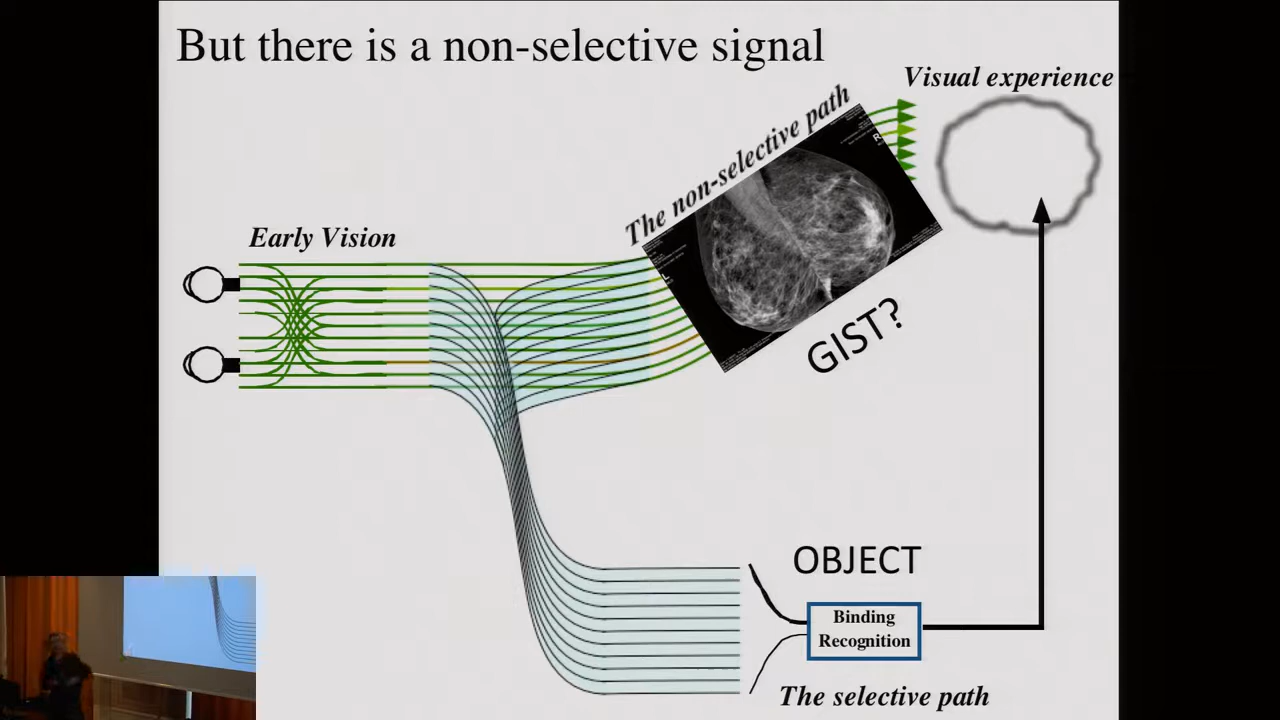 But there is a non-selective signal
Visual experience
The non-selective path
Early Vision
R
L
GIST?
OBJECT
Binding
Recognition
The selective path